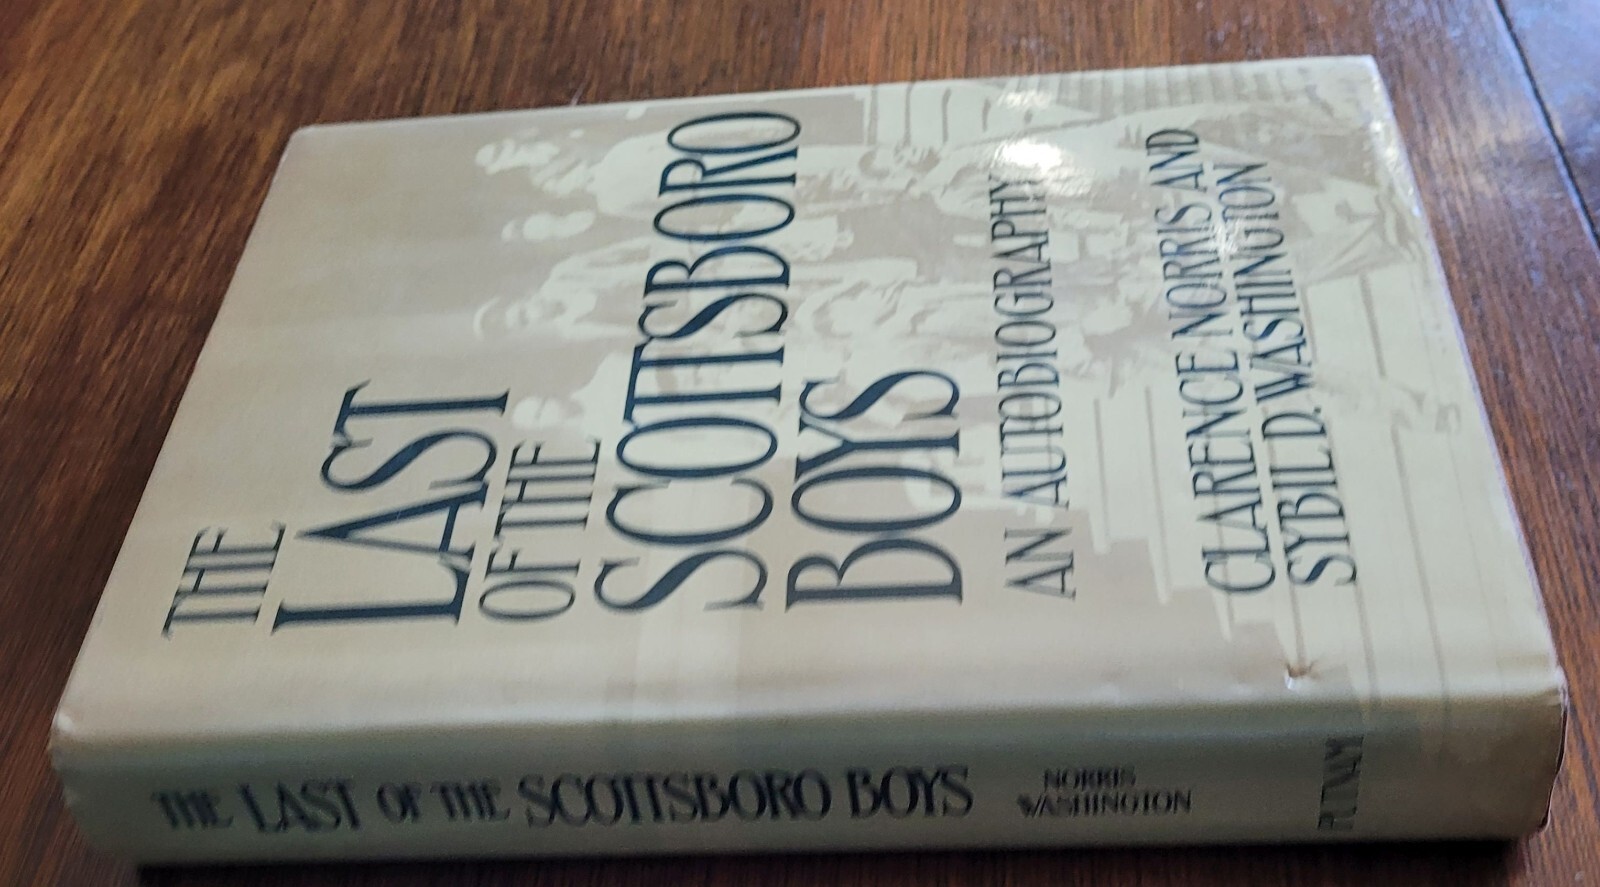 THE
LAST
OF THE
SCOTTSBORO
BOYS
AN AUTOBIOGRAPHY
CLARENCE NORRIS AND
SYBIL D. WASHINGTON
THE LAST OF THE SCOTTSBORO BOYS
NORRIS
WASHINGTON
PUTNAM